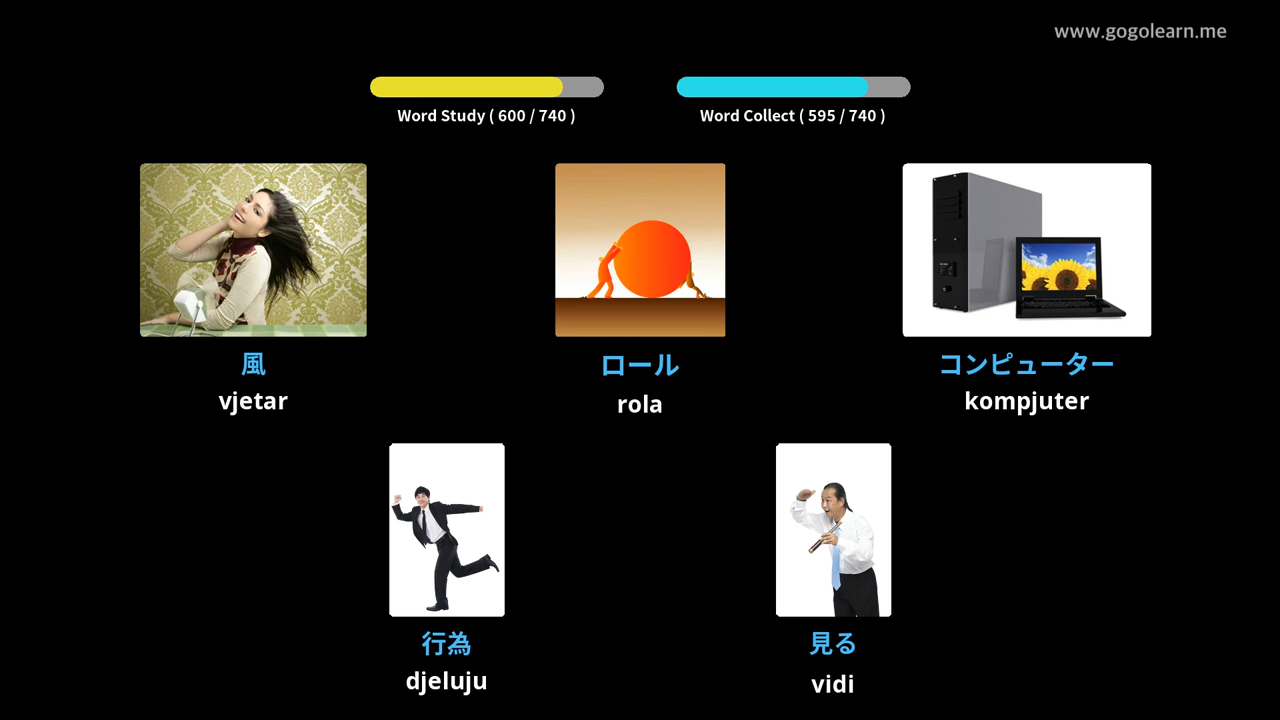 www.gogolearn.me
Word Study ( 600 / 740 )
Word Collect ( 595 / 740 )
風
ロール
コンピューター
vjetar
rola
kompjuter
行為
見る
djeluju
vidi